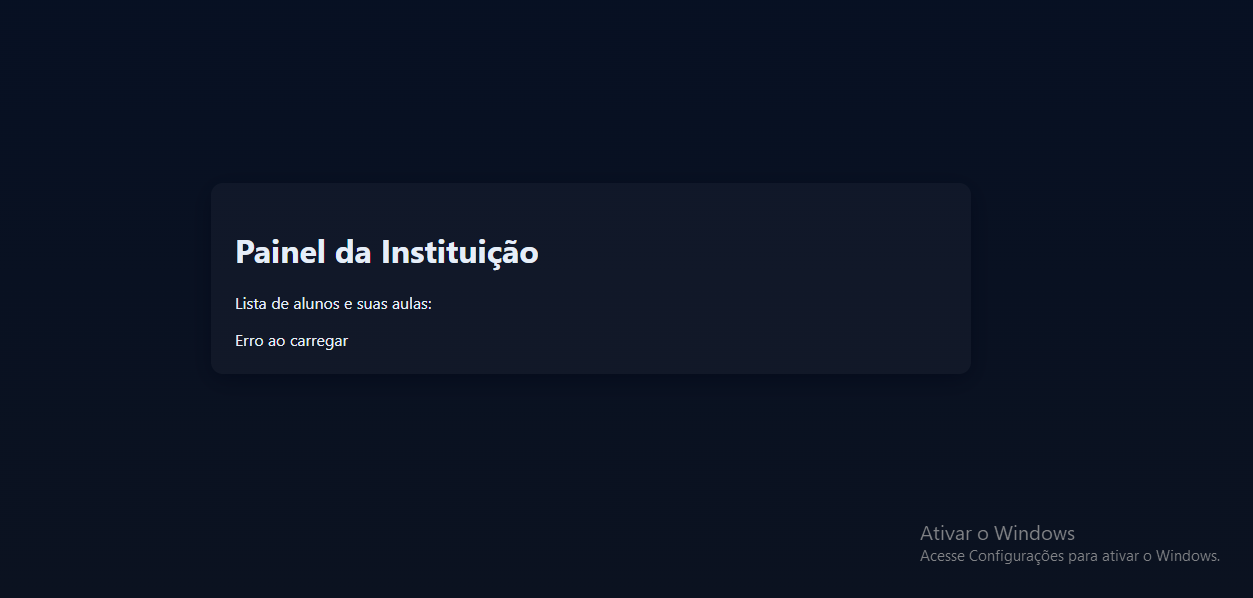 Painel da Instituição
Lista de alunos e suas aulas:
Erro ao carregar
Ativar o Windows
Acesse Configurações para ativar o Windows.